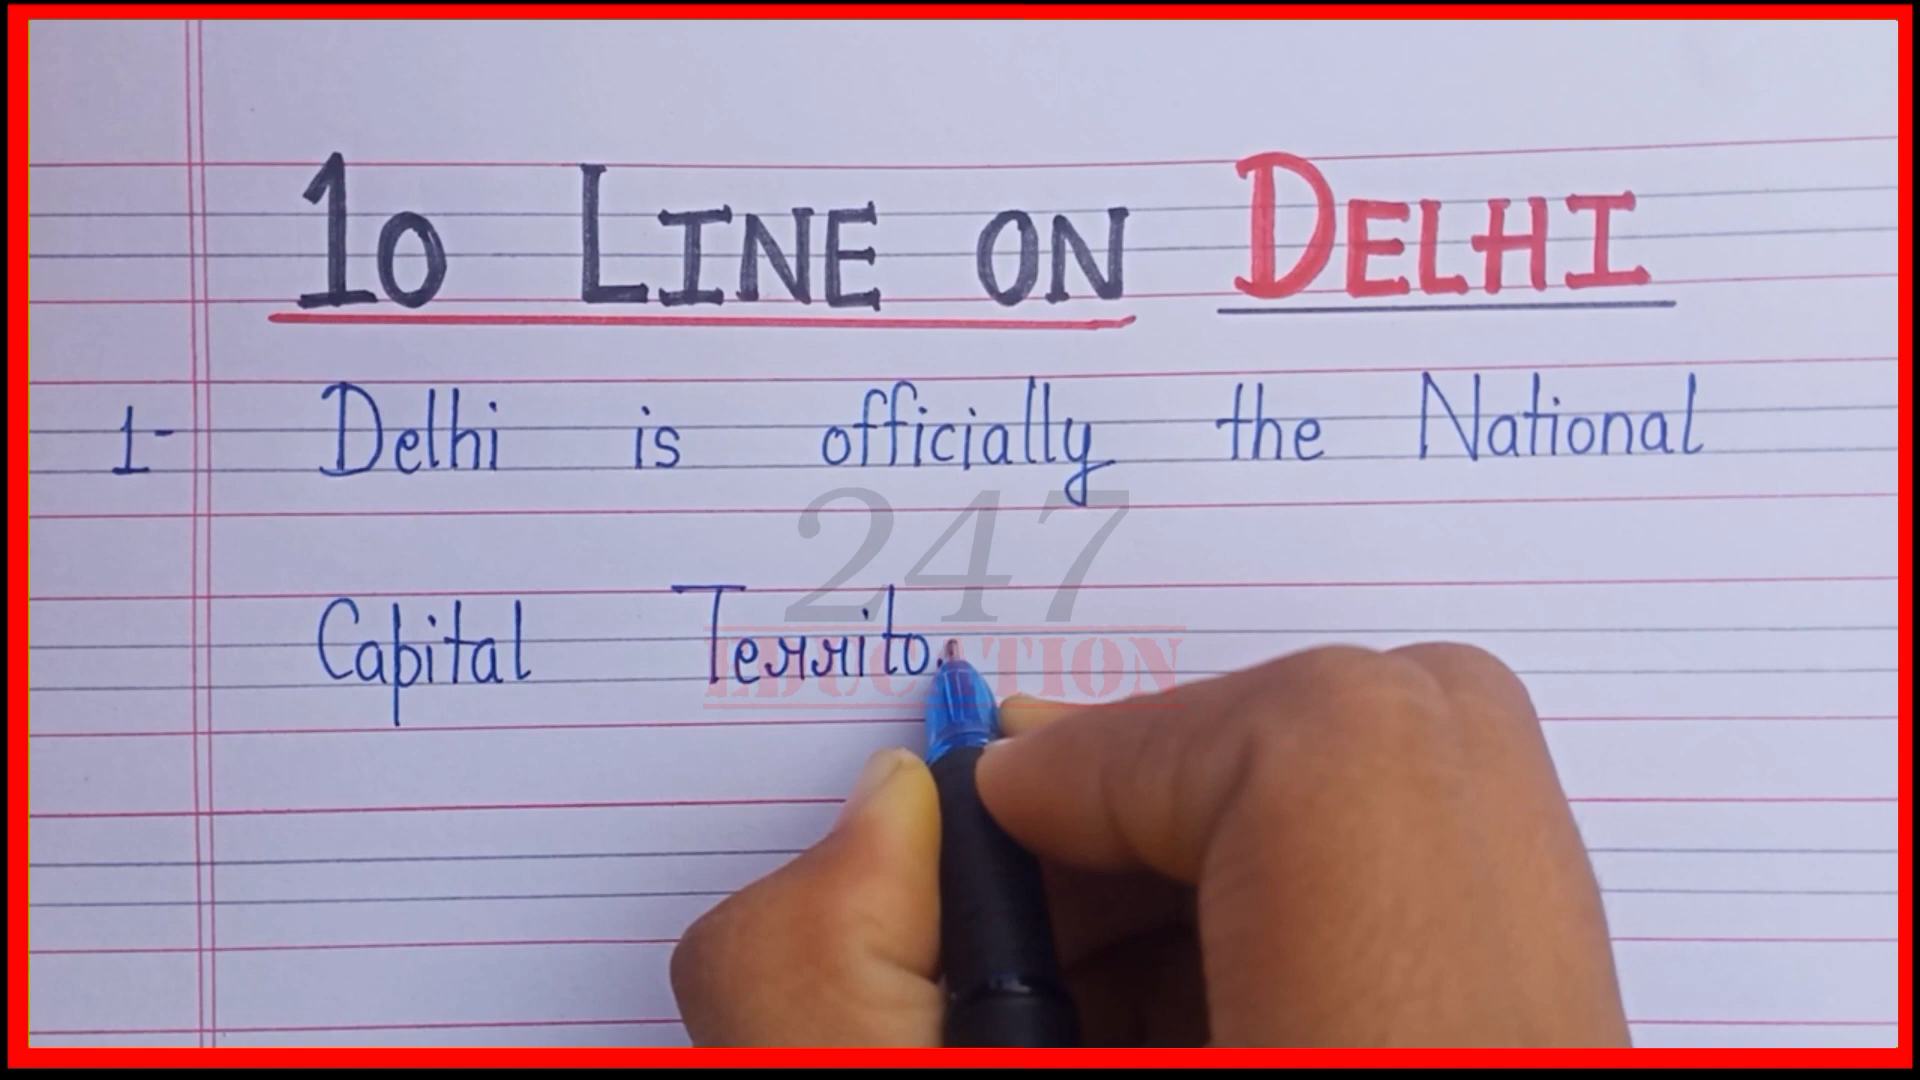 10 LINE ON DELHI
1- Delhi is officially the National
247
Capital Territo
EDUCATION